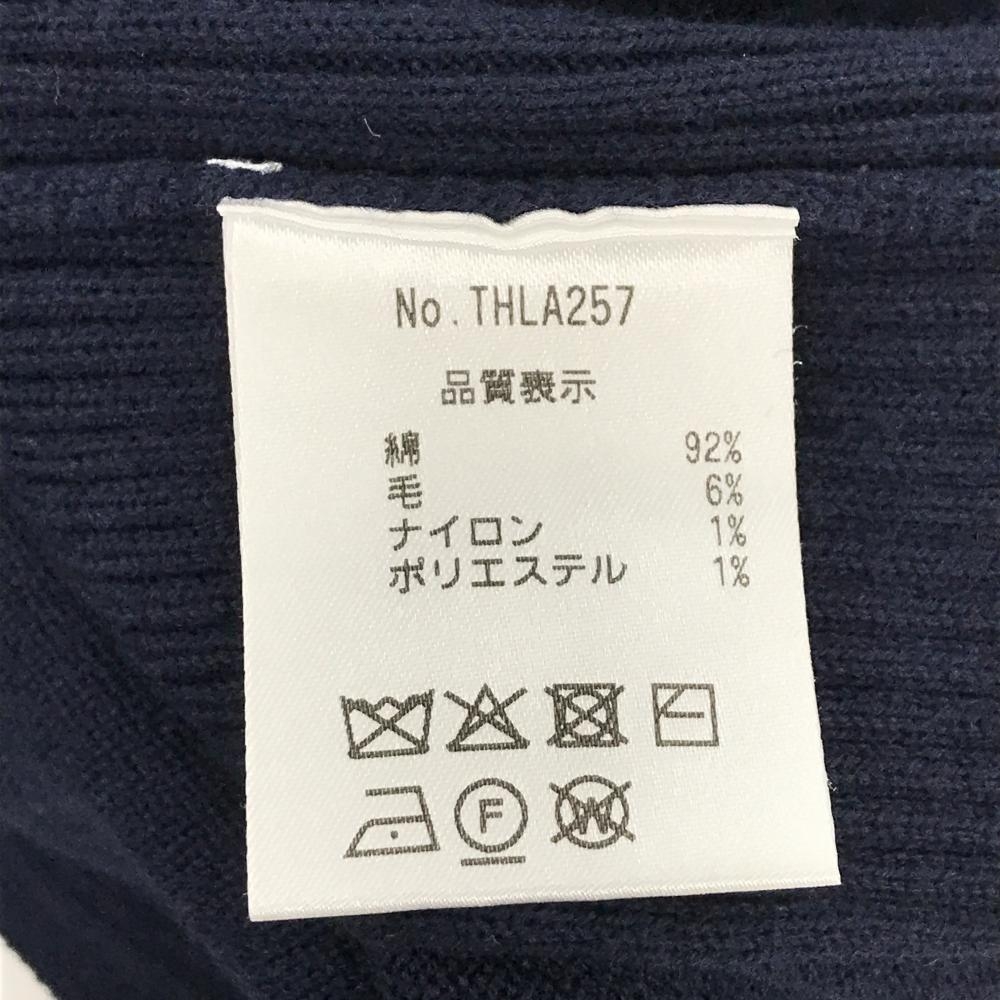 No.THLA257
品質表示
綿 92%
毛 6%
ナイロン 1%
ポリエステル 1%
F W